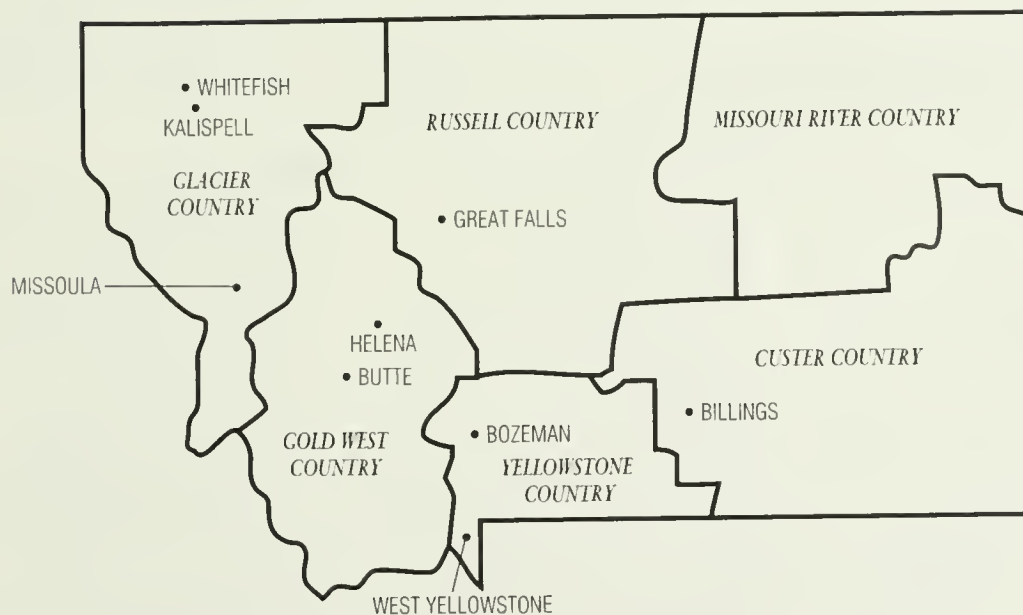 WHITEFISH
KALISPELL
GLACIER
COUNTRY
RUSSELL COUNTRY
MISSOURI RIVER COUNTRY
GREAT FALLS
MISSOULA
HELENA
BUTTE
GOLD WEST
COUNTRY
BOZEMAN
YELLOWSTONE
COUNTRY
CUSTER COUNTRY
BILLINGS
WEST YELLOWSTONE